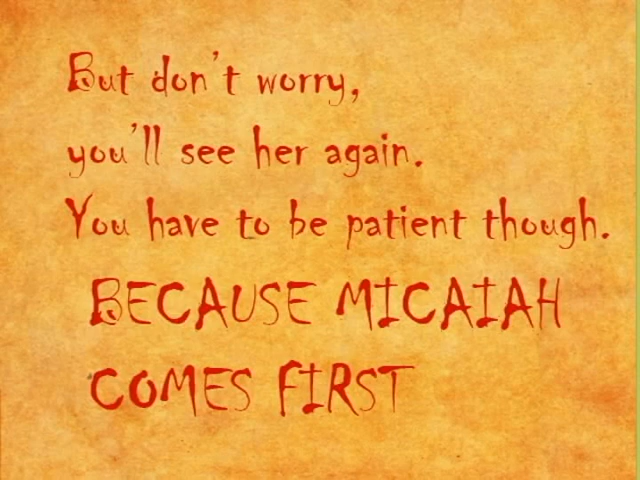 But don't worry,
you'll see her again.
You have to be patient though.
BECAUSE MICAIAH
COMES FIRST